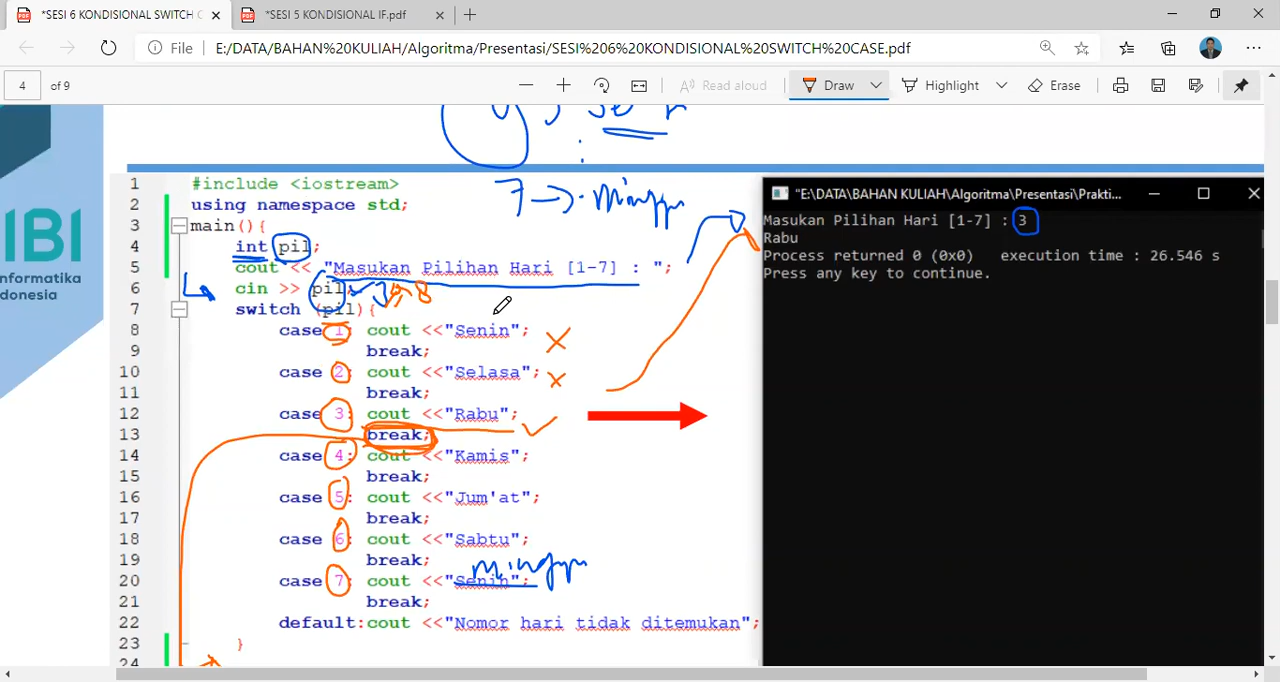 *SESI 6 KONDISIONAL SWITCH C
*SESI 5 KONDISIONAL IF.pdf
File
E:/DATA/BAHAN%20KULIAH/Algoritma/Presentasi/SESI%206%20KONDISIONAL%20SWITCH%20CASE.pdf
4 of 9
Read aloud
Draw
Highlight
Erase
7 → minggu
IBI
nformatika
donesia
1 #include <iostream>
2 using namespace std;
3 main(){
4 int pil;
5 cout << "Masukan Pilihan Hari [1-7] : ";
6 cin >> pil; 3 8
7 switch (pil){
8 case 1: cout <<"Senin";
9 break;
10 case 2: cout <<"Selasa";
11 break;
12 case 3: cout <<"Rabu";
13 break;
14 case 4: cout <<"Kamis";
15 break;
16 case 5: cout <<"Jum'at";
17 break;
18 case 6: cout <<"Sabtu";
19 break;
minggu
20 case 7: cout <<"Senin";
21 break;
22 default:cout <<"Nomor hari tidak ditemukan";
23 }
24
"E:\DATA\BAHAN KULIAH\Algoritma\Presentasi\Prakti...
Masukan Pilihan Hari [1-7] : 3
Rabu
Process returned 0 (0x0) execution time : 26.546 s
Press any key to continue.